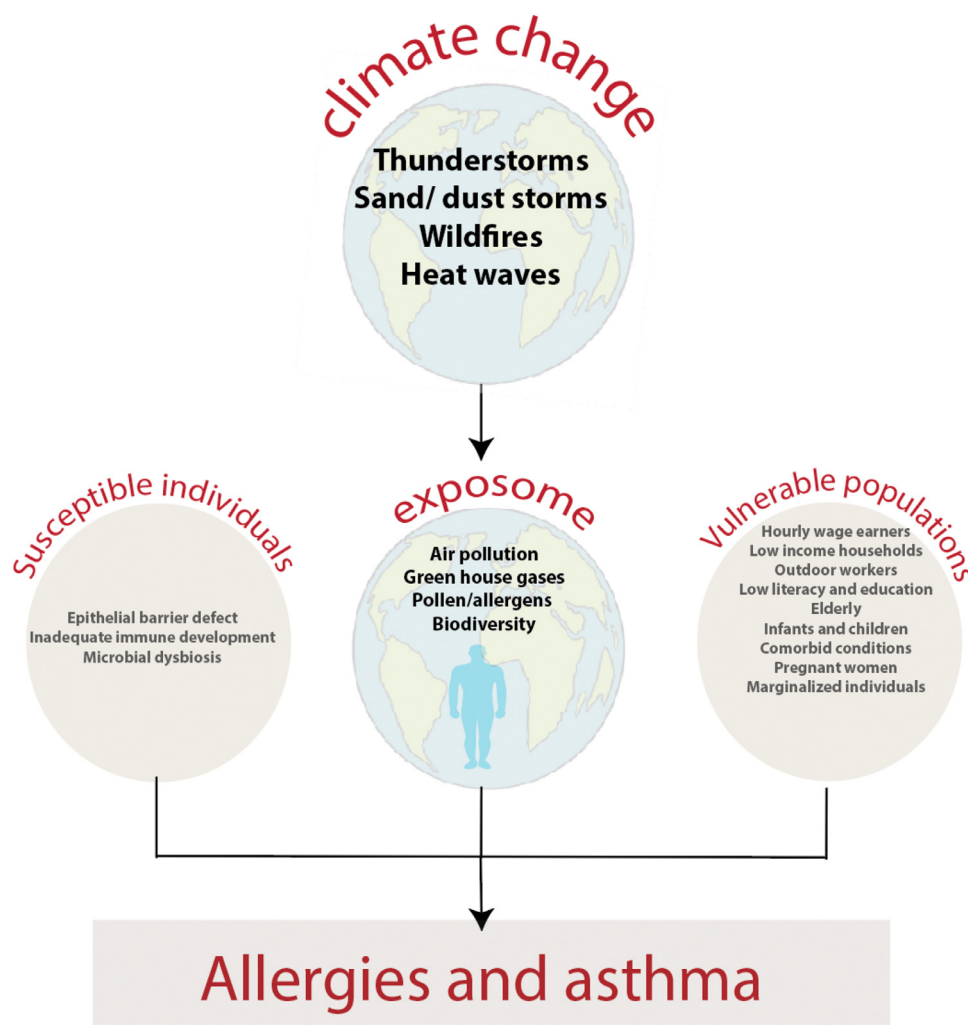 climate change
Thunderstorms
Sand/ dust storms
Wildfires
Heat waves
Susceptible individuals
Epithelial barrier defect
Inadequate immune development
Microbial dysbiosis
exposome
Air pollution
Green house gases
Pollen/allergens
Biodiversity
Vulnerable populations
Hourly wage earners
Low income households
Outdoor workers
Low literacy and education
Elderly
Infants and children
Comorbid conditions
Pregnant women
Marginalized individuals
Allergies and asthma